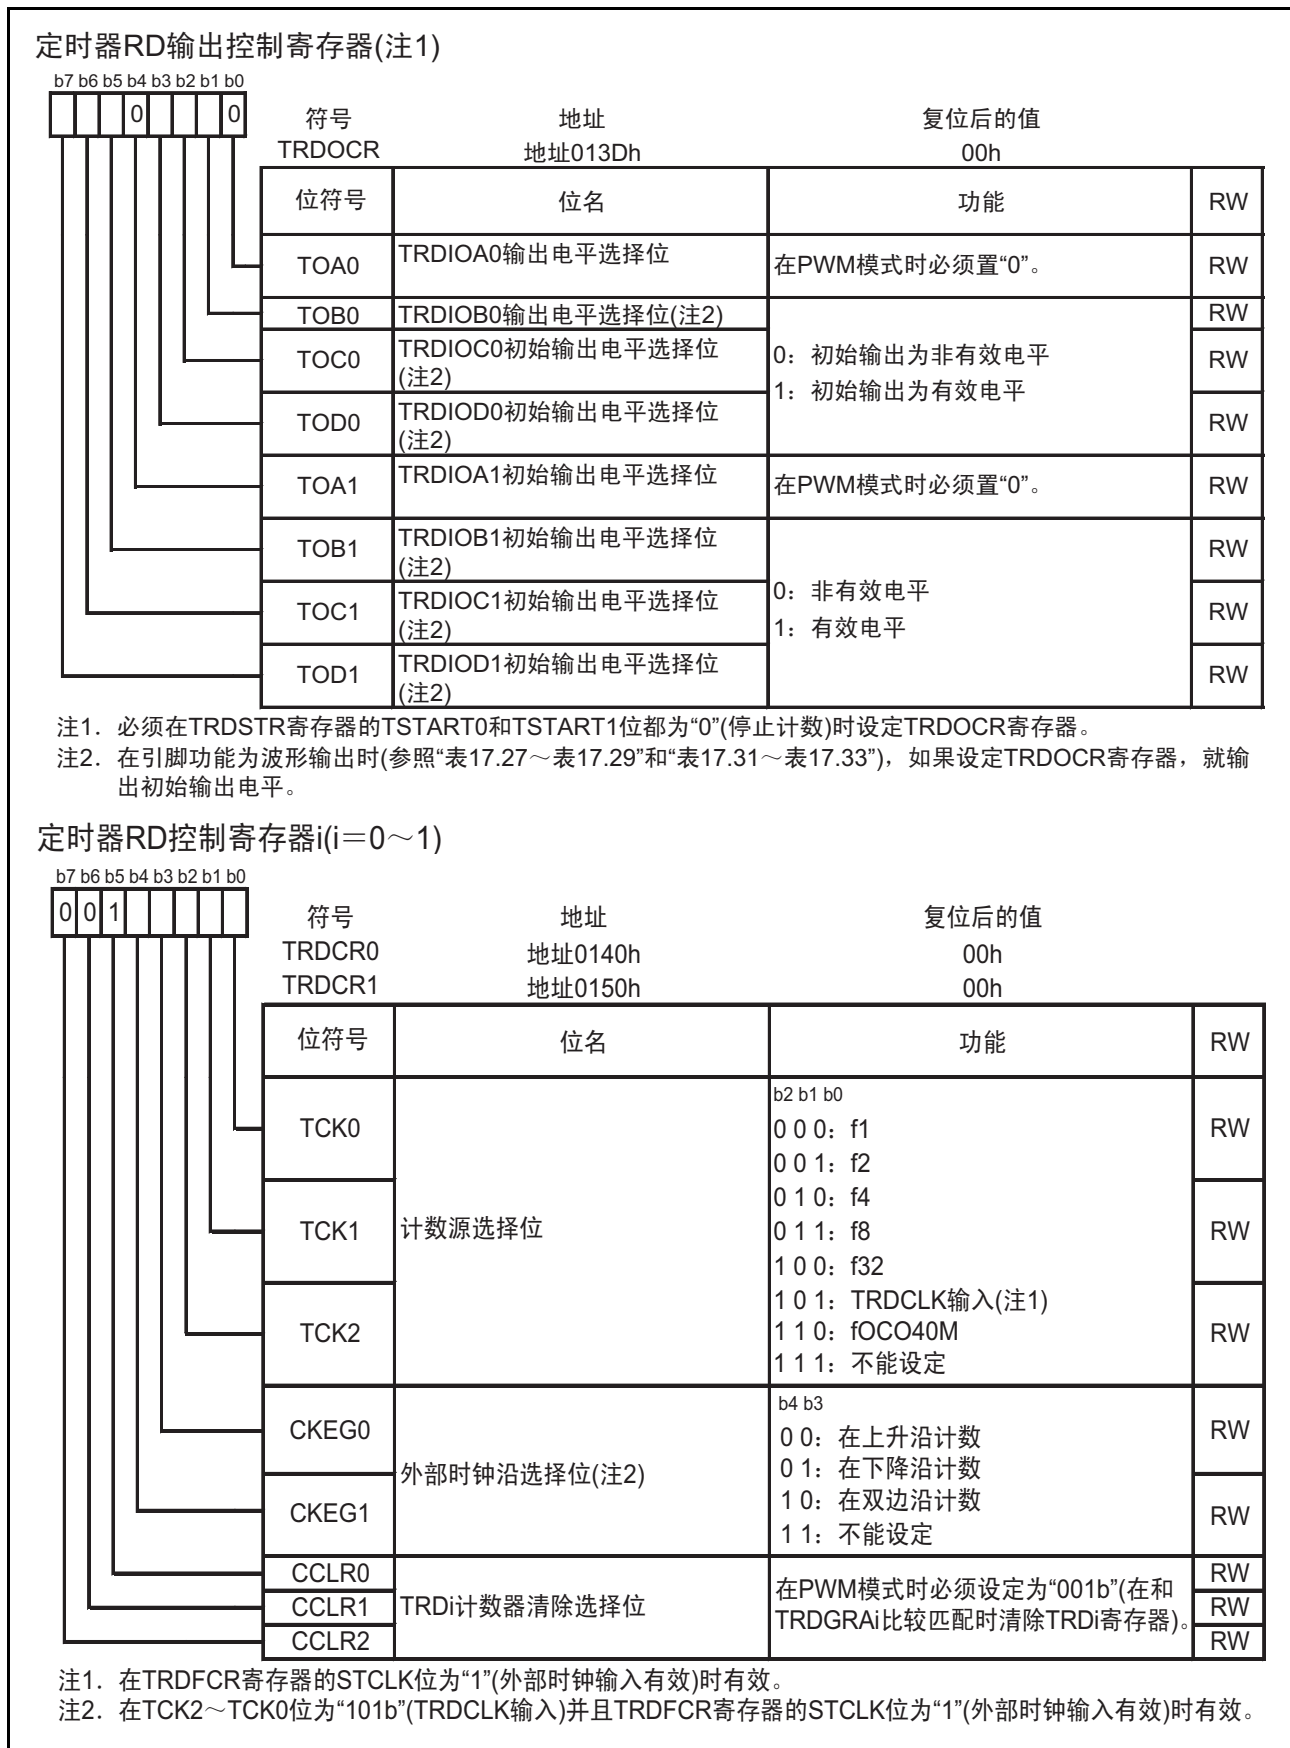 定时器RD输出控制寄存器(注1)
b7 b6 b5 b4 b3 b2 b1 b0
0 0
符号 地址 复位后的值
TRDOCR 地址013Dh 00h
位符号 位名 功能 RW
TOA0 TRDIOA0输出电平选择位 在PWM模式时必须置“0”。 RW
TOB0 TRDIOB0输出电平选择位(注2) RW
TOC0 TRDIOC0初始输出电平选择位
(注2)
0：初始输出为非有效电平
1：初始输出为有效电平
RW
TOD0 TRDIOD0初始输出电平选择位
(注2)
RW
TOA1 TRDIOA1初始输出电平选择位 在PWM模式时必须置“0”。 RW
TOB1 TRDIOB1初始输出电平选择位
(注2)
RW
TOC1 TRDIOC1初始输出电平选择位
(注2)
0：非有效电平
1：有效电平
RW
TOD1 TRDIOD1初始输出电平选择位
(注2)
RW
注1．必须在TRDSTR寄存器的TSTART0和TSTART1位都为“0”(停止计数)时设定TRDOCR寄存器。
注2．在引脚功能为波形输出时(参照“表17.27～表17.29”和“表17.31～表17.33”)，如果设定TRDOCR寄存器，就输
出初始输出电平。
定时器RD控制寄存器i(i＝0～1)
b7 b6 b5 b4 b3 b2 b1 b0
0 0 1
符号 地址 复位后的值
TRDCR0 地址0140h 00h
TRDCR1 地址0150h 00h
位符号 位名 功能 RW
TCK0 RW
TCK1 计数源选择位 RW
TCK2 RW
b2 b1 b0
0 0 0：f1
0 0 1：f2
0 1 0：f4
0 1 1：f8
1 0 0：f32
1 0 1：TRDCLK输入(注1)
1 1 0：fOCO40M
1 1 1：不能设定
CKEG0 RW
外部时钟沿选择位(注2)
CKEG1 RW
b4 b3
0 0：在上升沿计数
0 1：在下降沿计数
1 0：在双边沿计数
1 1：不能设定
CCLR0 RW
CCLR1 TRDi计数器清除选择位 RW
CCLR2 RW
在PWM模式时必须设定为“001b”(在和
TRDGRAi比较匹配时清除TRDi寄存器)。
注1．在TRDFCR寄存器的STCLK位为“1”(外部时钟输入有效)时有效。
注2．在TCK2～TCK0位为“101b”(TRDCLK输入)并且TRDFCR寄存器的STCLK位为“1”(外部时钟输入有效)时有效。